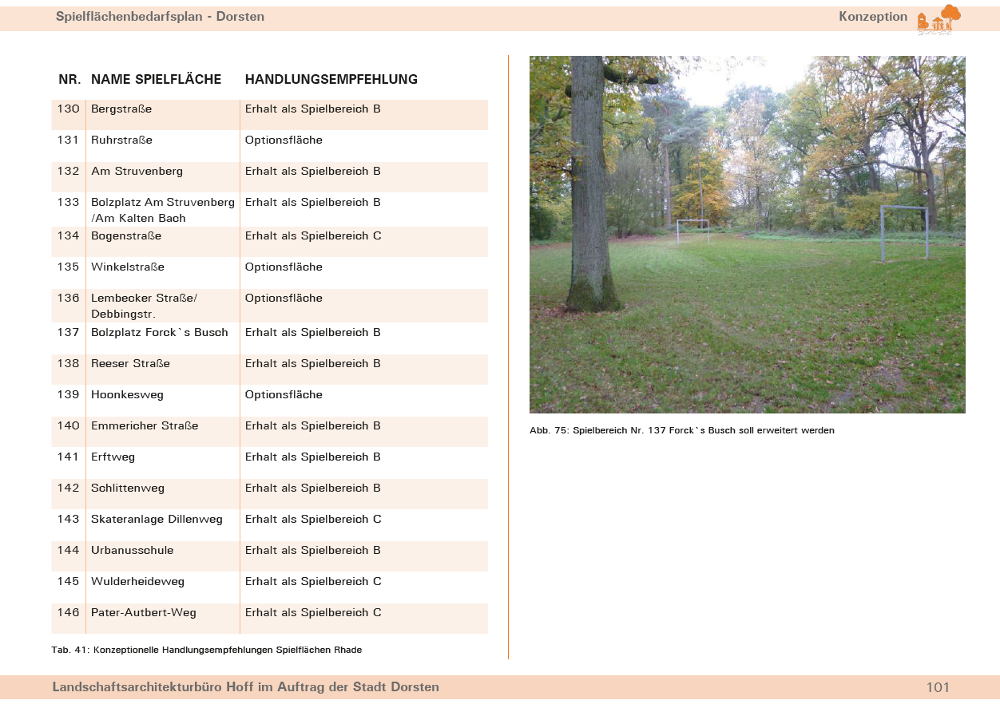 Spielflächenbedarfsplan - Dorsten
Konzeption
NR. NAME SPIELFLÄCHE HANDLUNGSEMPFEHLUNG
130 Bergstraße Erhalt als Spielbereich B
131 Ruhrstraße Optionsfläche
132 Am Struvenberg Erhalt als Spielbereich B
133 Bolzplatz Am Struvenberg Erhalt als Spielbereich B
/Am Kalten Bach
134 Bogenstraße Erhalt als Spielbereich C
135 Winkelstraße Optionsfläche
136 Lembecker Straße/ Optionsfläche
Debbingstr.
137 Bolzplatz Forck`s Busch Erhalt als Spielbereich B
138 Reeser Straße Erhalt als Spielbereich B
139 Hoonkesweg Optionsfläche
140 Emmericher Straße Erhalt als Spielbereich B
141 Erftweg Erhalt als Spielbereich B
142 Schlittenweg Erhalt als Spielbereich B
143 Skateranlage Dillenweg Erhalt als Spielbereich C
144 Urbanusschule Erhalt als Spielbereich B
145 Wulderheideweg Erhalt als Spielbereich C
146 Pater-Autbert-Weg Erhalt als Spielbereich C
Tab. 41: Konzeptionelle Handlungsempfehlungen Spielflächen Rhade
Abb. 75: Spielbereich Nr. 137 Forck`s Busch soll erweitert werden
Landschaftsarchitekturbüro Hoff im Auftrag der Stadt Dorsten
101